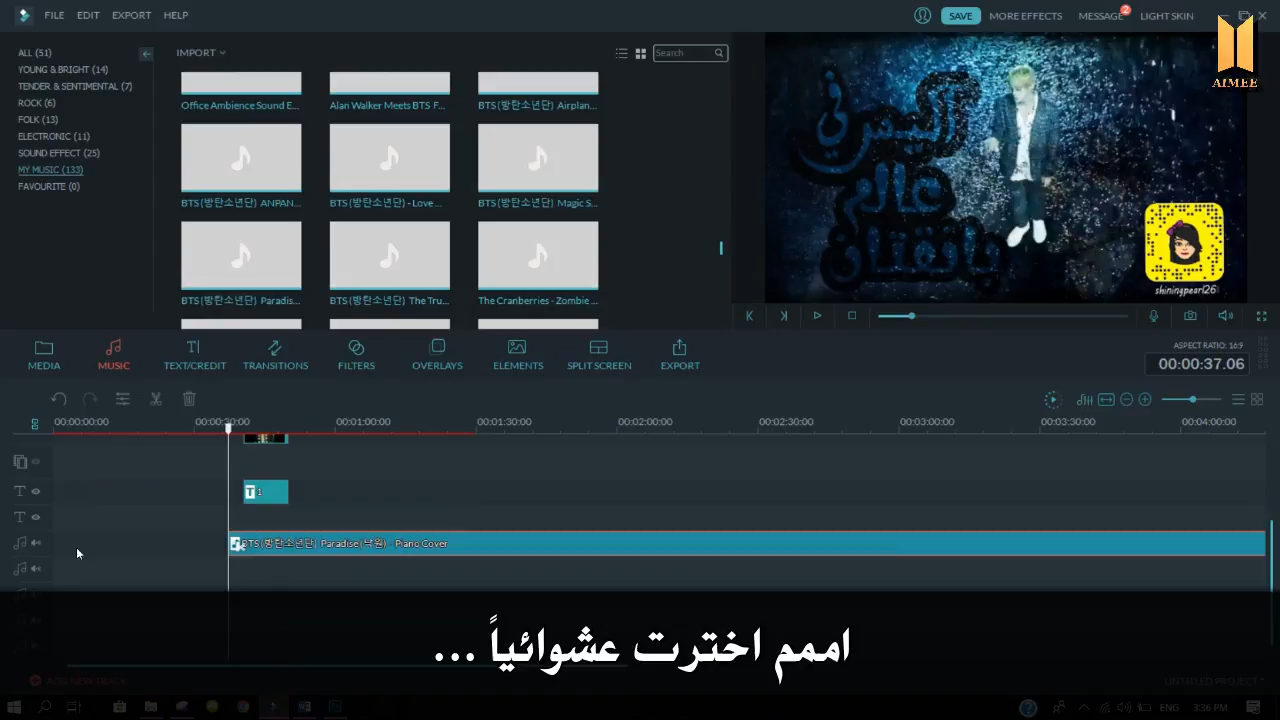 FILE EDIT EXPORT HELP
SAVE MORE EFFECTS MESSAGE 2 LIGHT SKIN
AIMEE
ALL (51)
YOUNG & BRIGHT (14)
TENDER & SENTIMENTAL (7)
ROCK (6)
FOLK (13)
ELECTRONIC (11)
SOUND EFFECT (25)
MY MUSIC (133)
FAVOURITE (0)
IMPORT
Search
Office Ambience Sound E... Alan Walker Meets BTS F... BTS (방탄소년단) Airplan...
BTS (방탄소년단) ANPAN... BTS (방탄소년단) - Love ... BTS (방탄소년단) Magic S...
BTS (방탄소년단) Paradis... BTS (방탄소년단) The Tru... The Cranberries - Zombie ...
عالم
بانقتان
shiningpearl26
MEDIA MUSIC TEXT/CREDIT TRANSITIONS FILTERS OVERLAYS ELEMENTS SPLIT SCREEN EXPORT
ASPECT RATIO: 16:9
00:00:37.06
00:00:00:00 00:00:30:00 00:01:00:00 00:01:30:00 00:02:00:00 00:02:30:00 00:03:00:00 00:03:30:00 00:04:00:00
T 1
BTS (방탄소년단) Paradise (낙원) - Piano Cover
اممم اخترت عشوائياً ...
ADD NEW TRACK
UNTITLED PROJECT *
ENG 3:36 PM